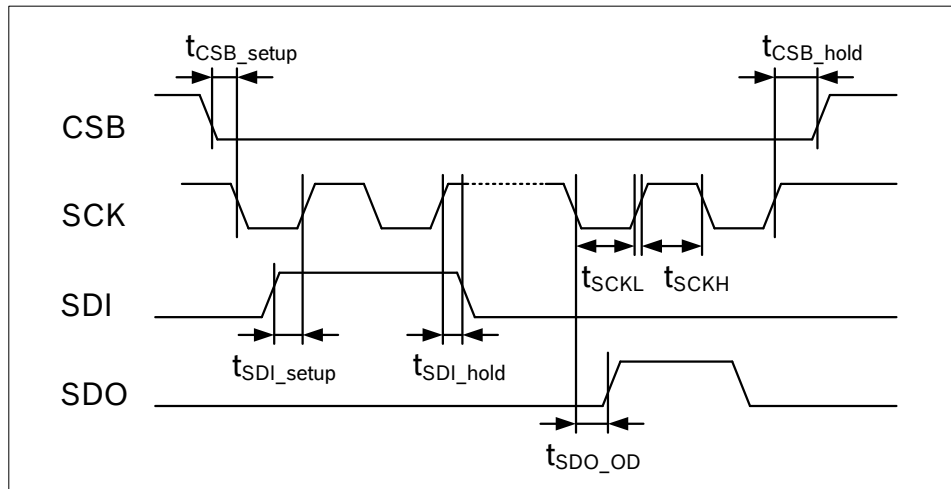 tCSB_setup
tCSB_hold
CSB
SCK
tSCKL
tSCKH
SDI
tSDI_setup
tSDI_hold
SDO
tSDO_OD